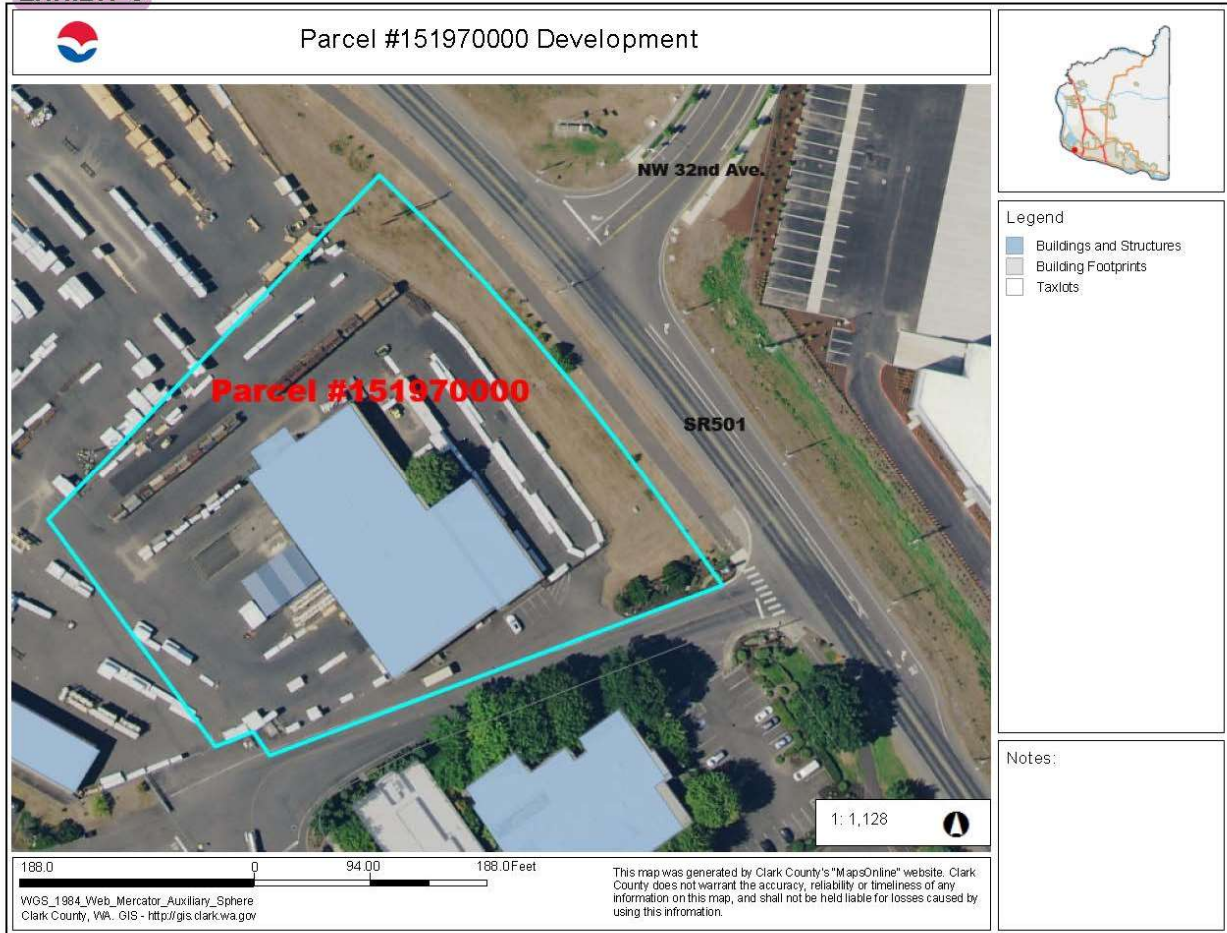 Parcel #151970000 Development
NW 32nd Ave.
Parcel #151970000
SR501
Legend
Buildings and Structures
Building Footprints
Taxlots
Notes:
1: 1,128
188.0 0 94.00 188.0Feet
WGS_1984_Web_Mercator_Auxiliary_Sphere
Clark County, WA. GIS - http://gis.clark.wa.gov
This map was generated by Clark County's "MapsOnline" website. Clark
County does not warrant the accuracy, reliability or timeliness of any
information on this map, and shall not be held liable for losses caused by
using this infromation.